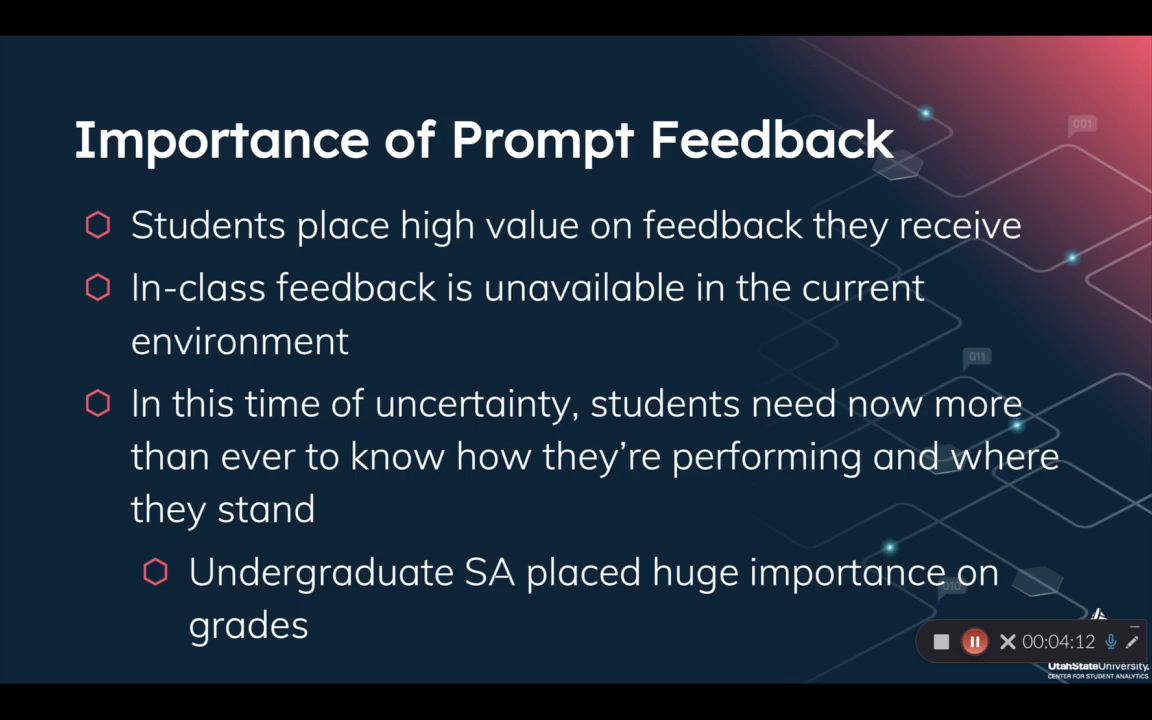 001
Importance of Prompt Feedback
Students place high value on feedback they receive
In-class feedback is unavailable in the current
environment
011
In this time of uncertainty, students need now more
than ever to know how they’re performing and where
they stand
Undergraduate SA placed huge importance on
010
grades
00:04:12
UtahStateUniversity.
CENTER FOR STUDENT ANALYTICS